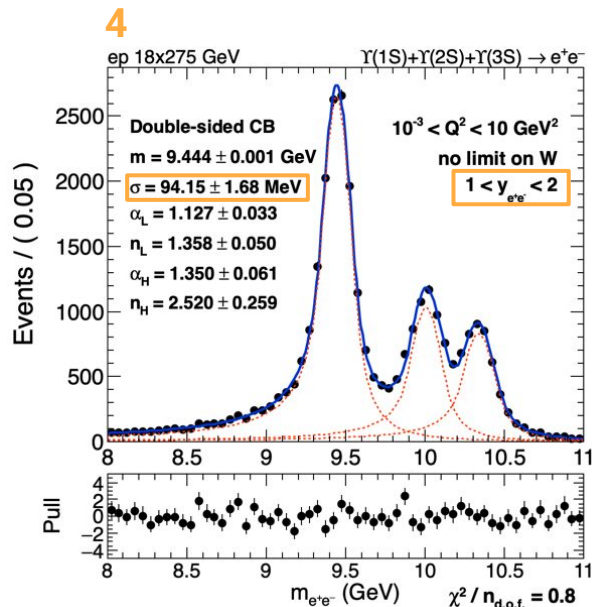 4
ep 18x275 GeV
ϒ(1S)+ϒ(2S)+ϒ(3S) → e⁺e⁻
Double-sided CB
m = 9.444 ± 0.001 GeV
σ = 94.15 ± 1.68 MeV
α_L = 1.127 ± 0.033
n_L = 1.358 ± 0.050
α_H = 1.350 ± 0.061
n_H = 2.520 ± 0.259
10⁻³ < Q² < 10 GeV²
no limit on W
1 < y_e⁺e⁻ < 2
Events / ( 0.05 )
2500
2000
1500
1000
500
0
8 8.5 9 9.5 10 10.5 11
Pull
4
2
0
−2
−4
8 8.5 9 9.5 10 10.5 11
m_e⁺e⁻ (GeV)
χ² / n_d.o.f. = 0.8